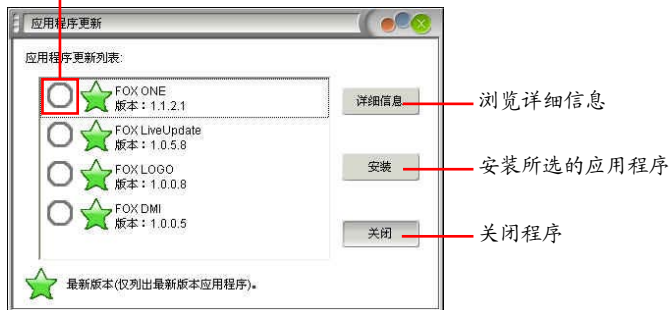 应用程序更新
应用程序更新列表:
FOX ONE
版本：1.1.2.1
FOX LiveUpdate
版本：1.0.5.8
FOX LOGO
版本：1.0.0.8
FOX DMI
版本：1.0.0.5
详细信息
浏览详细信息
安装
安装所选的应用程序
关闭
关闭程序
最新版本(仅列出最新版本应用程序)。